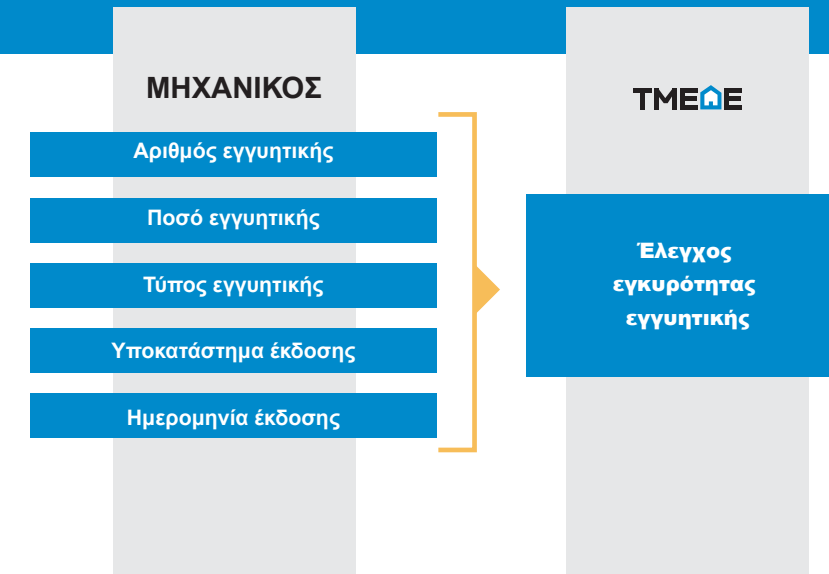 ΜΗΧΑΝΙΚΟΣ
Αριθμός εγγυητικής
Ποσό εγγυητικής
Τύπος εγγυητικής
Υποκατάστημα έκδοσης
Ημερομηνία έκδοσης
ΤΜΕΔΕ
Έλεγχος
εγκυρότητας
εγγυητικής